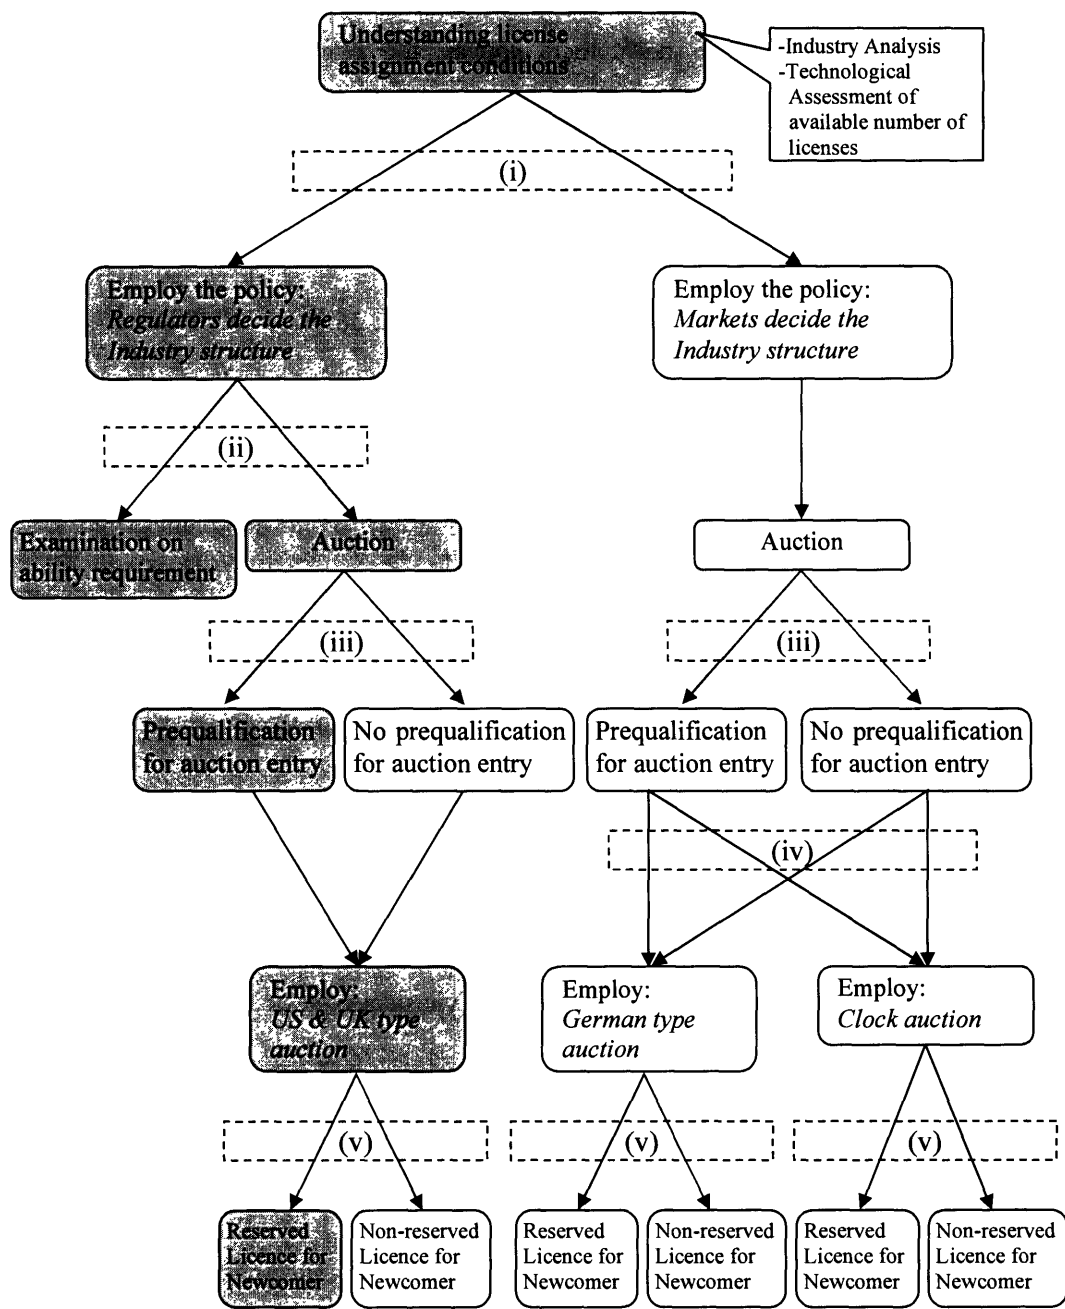 Understanding license
assignment conditions
-Industry Analysis
-Technological
Assessment of
available number of
licenses
(i)
Employ the policy:
Regulators decide the
Industry structure
Employ the policy:
Markets decide the
Industry structure
(ii)
Examination on
ability requirement
Auction
Auction
(iii)
(iii)
Prequalification
for auction entry
No prequalification
for auction entry
Prequalification
for auction entry
No prequalification
for auction entry
(iv)
Employ:
US & UK type
auction
Employ:
German type
auction
Employ:
Clock auction
(v)
(v)
(v)
Reserved
Licence for
Newcomer
Non-reserved
Licence for
Newcomer
Reserved
Licence for
Newcomer
Non-reserved
Licence for
Newcomer
Reserved
Licence for
Newcomer
Non-reserved
Licence for
Newcomer